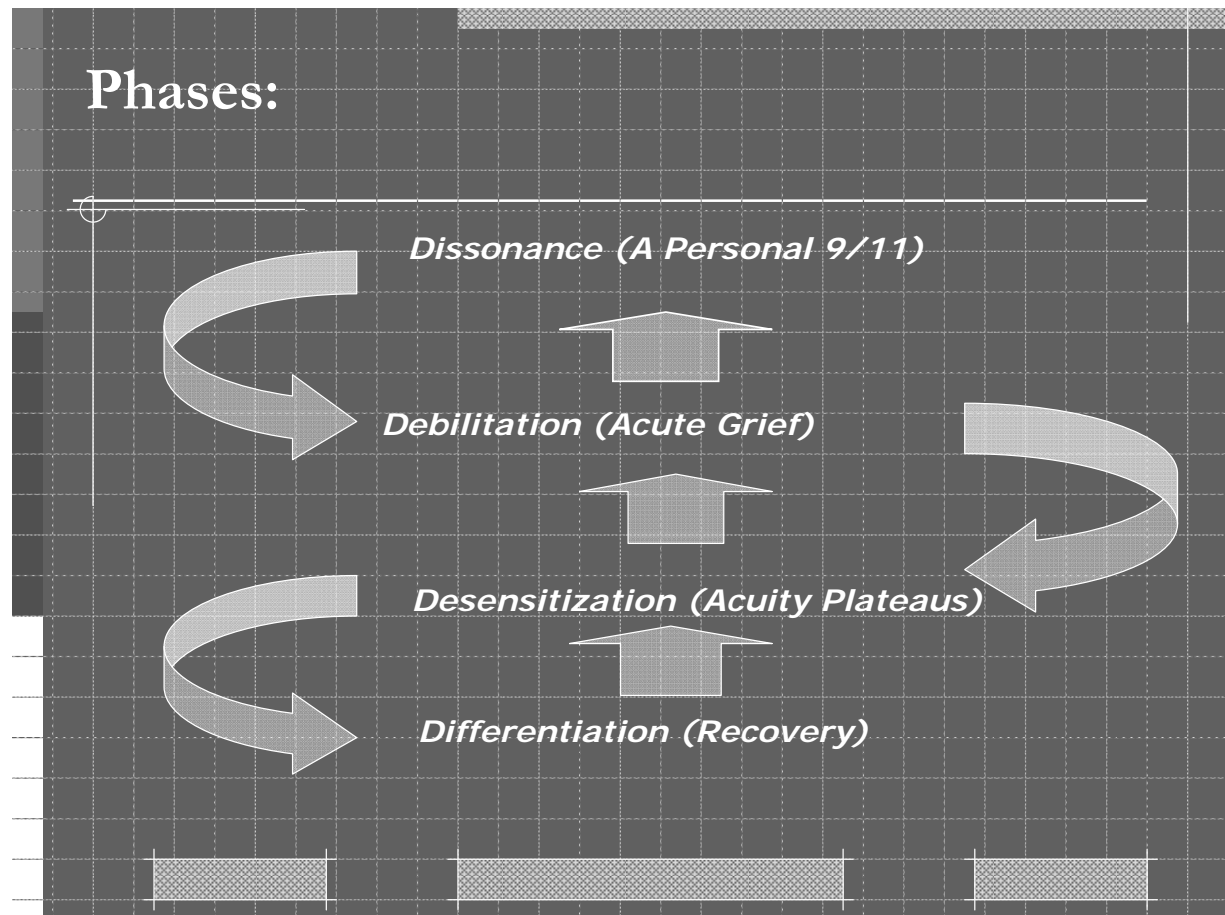 Phases:
Dissonance (A Personal 9/11)
Debilitation (Acute Grief)
Desensitization (Acuity Plateaus)
Differentiation (Recovery)